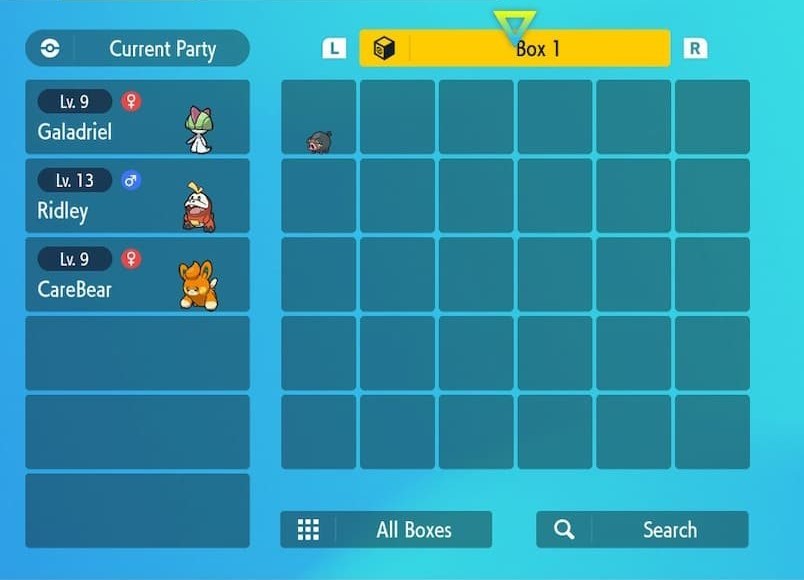 Current Party
L
Box 1
R
Lv. 9 ♀
Galadriel
Lv. 13 ♂
Ridley
Lv. 9 ♀
CareBear
All Boxes
Search